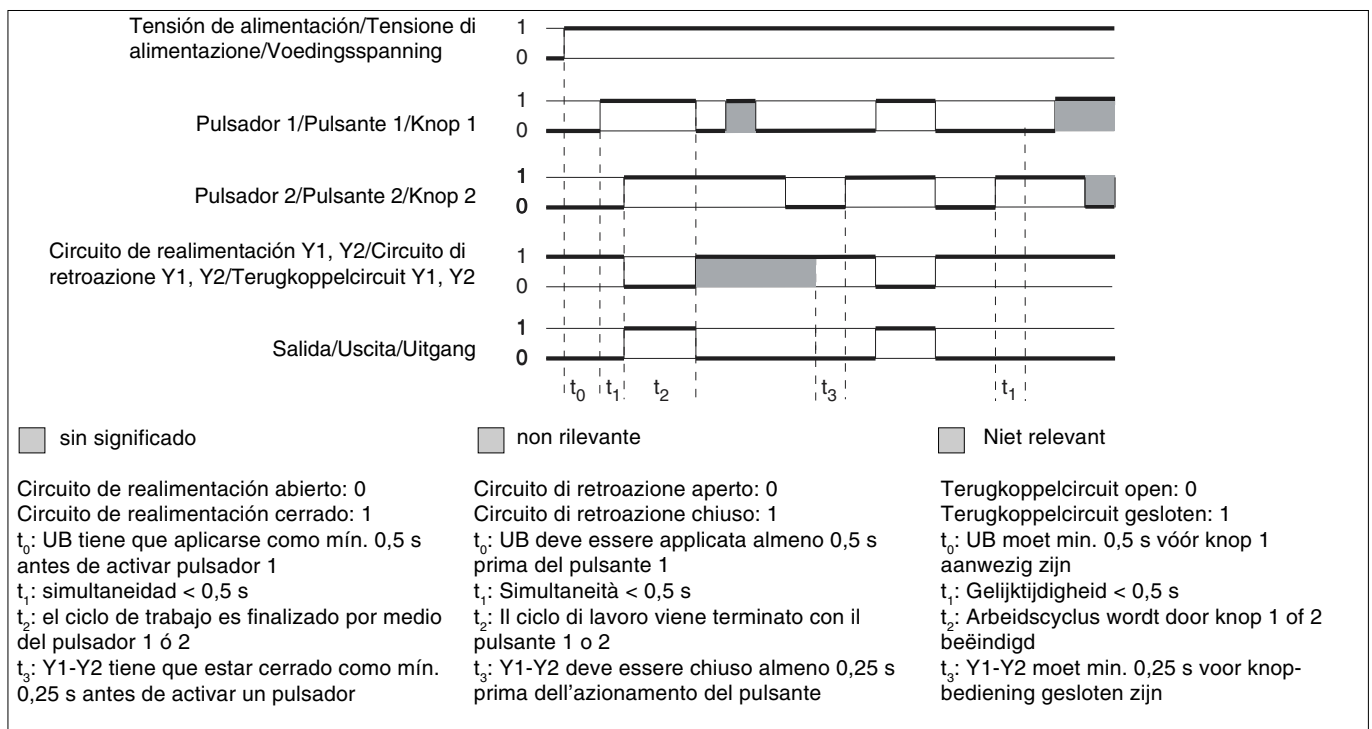 Tensión de alimentación/Tensione di
alimentazione/Voedingsspanning
1
0
Pulsador 1/Pulsante 1/Knop 1
1
0
Pulsador 2/Pulsante 2/Knop 2
1
0
Circuito de realimentación Y1, Y2/Circuito di
retroazione Y1, Y2/Terugkoppelcircuit Y1, Y2
1
0
Salida/Uscita/Uitgang
1
0
t0 t1 t2 t3 t1
sin significado
Circuito de realimentación abierto: 0
Circuito de realimentación cerrado: 1
t0: UB tiene que aplicarse como mín. 0,5 s
antes de activar pulsador 1
t1: simultaneidad < 0,5 s
t2: el ciclo de trabajo es finalizado por medio
del pulsador 1 ó 2
t3: Y1-Y2 tiene que estar cerrado como mín.
0,25 s antes de activar un pulsador
non rilevante
Circuito di retroazione aperto: 0
Circuito di retroazione chiuso: 1
t0: UB deve essere applicata almeno 0,5 s
prima del pulsante 1
t1: Simultaneità < 0,5 s
t2: Il ciclo di lavoro viene terminato con il
pulsante 1 o 2
t3: Y1-Y2 deve essere chiuso almeno 0,25 s
prima dell'azionamento del pulsante
Niet relevant
Terugkoppelcircuit open: 0
Terugkoppelcircuit gesloten: 1
t0: UB moet min. 0,5 s vóór knop 1
aanwezig zijn
t1: Gelijktijdigheid < 0,5 s
t2: Arbeidscyclus wordt door knop 1 of 2
beëindigd
t3: Y1-Y2 moet min. 0,25 s voor knop-
bediening gesloten zijn